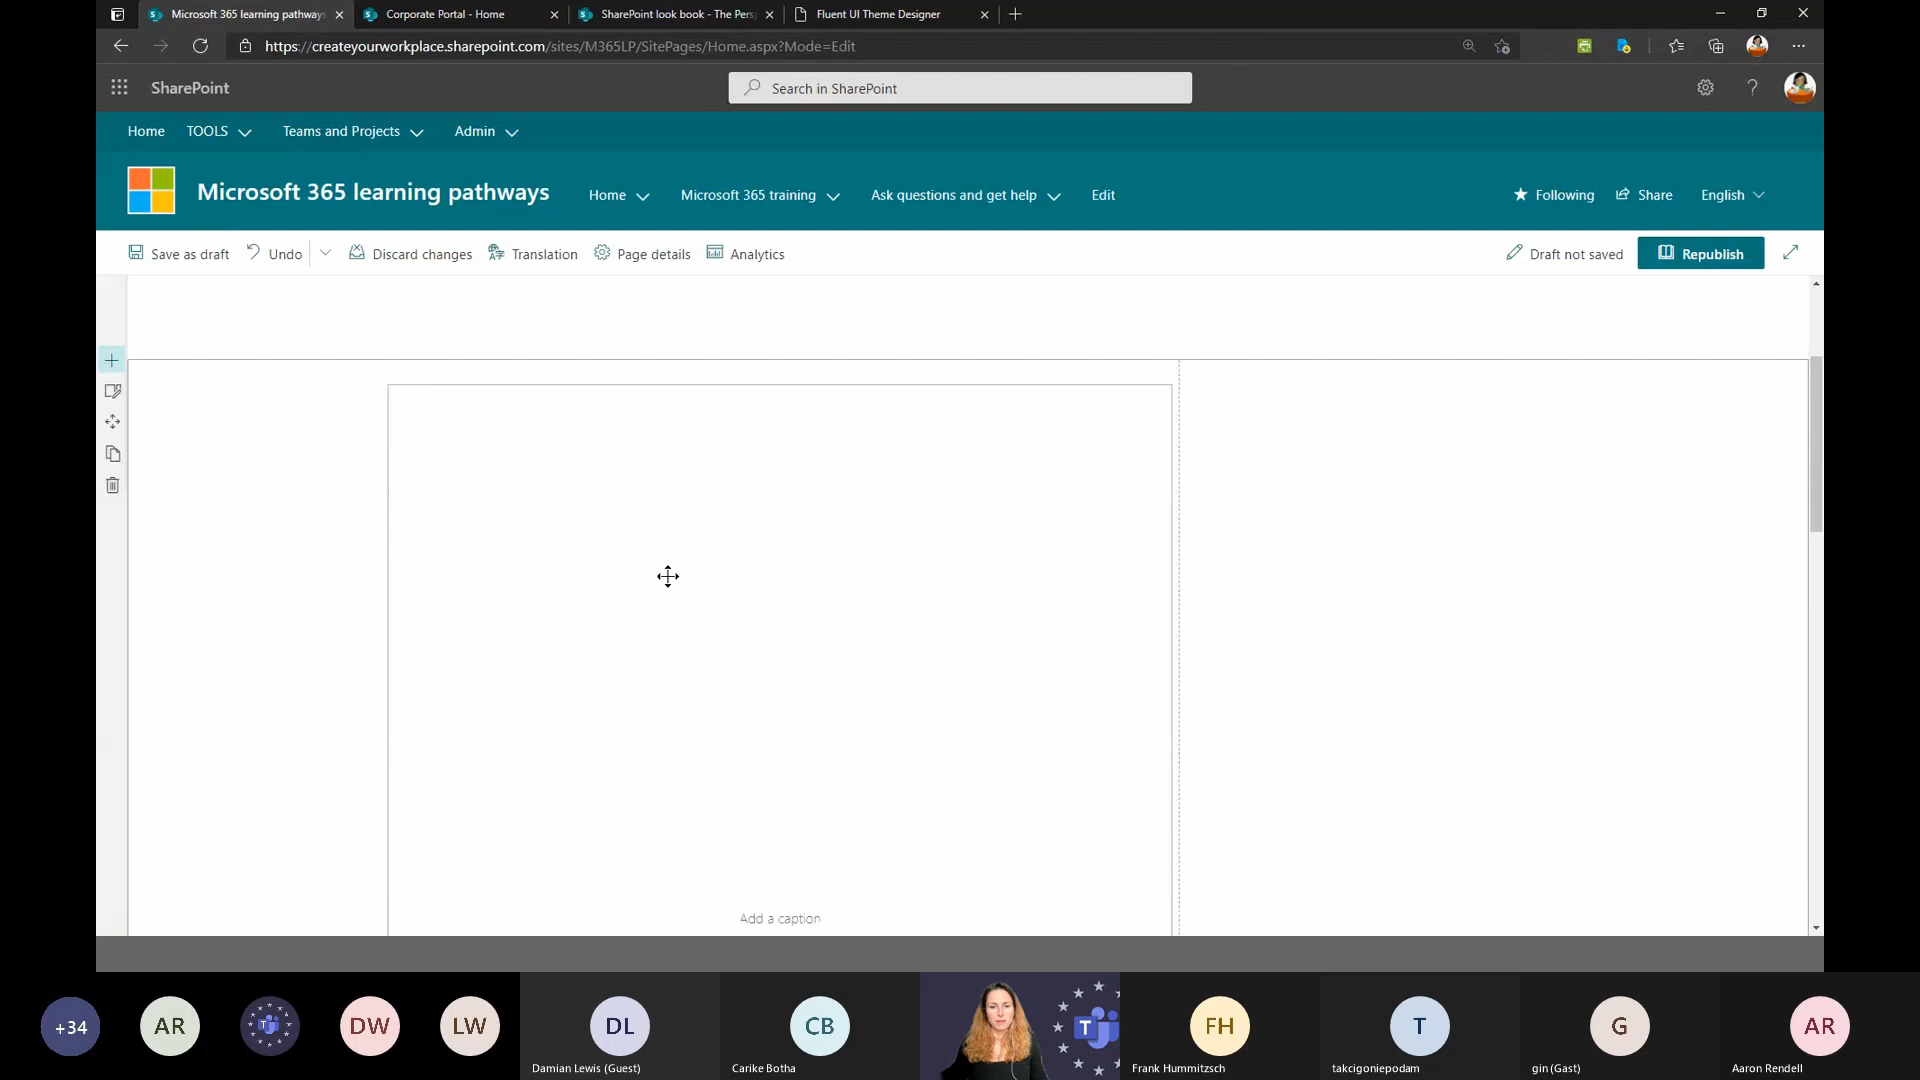 Microsoft 365 learning pathways
Corporate Portal - Home
SharePoint look book - The Pers
Fluent UI Theme Designer
https://createyourworkplace.sharepoint.com/sites/M365LP/SitePages/Home.aspx?Mode=Edit
SharePoint
Search in SharePoint
Home
TOOLS
Teams and Projects
Admin
Microsoft 365 learning pathways
Home
Microsoft 365 training
Ask questions and get help
Edit
Following
Share
English
Save as draft
Undo
Discard changes
Translation
Page details
Analytics
Draft not saved
Republish
Add a caption
+34
AR
T
DW
LW
DL
CB
T
FH
T
G
AR
Damian Lewis (Guest)
Carike Botha
Frank Hummitzsch
takcigoniepodam
gin (Gast)
Aaron Rendell